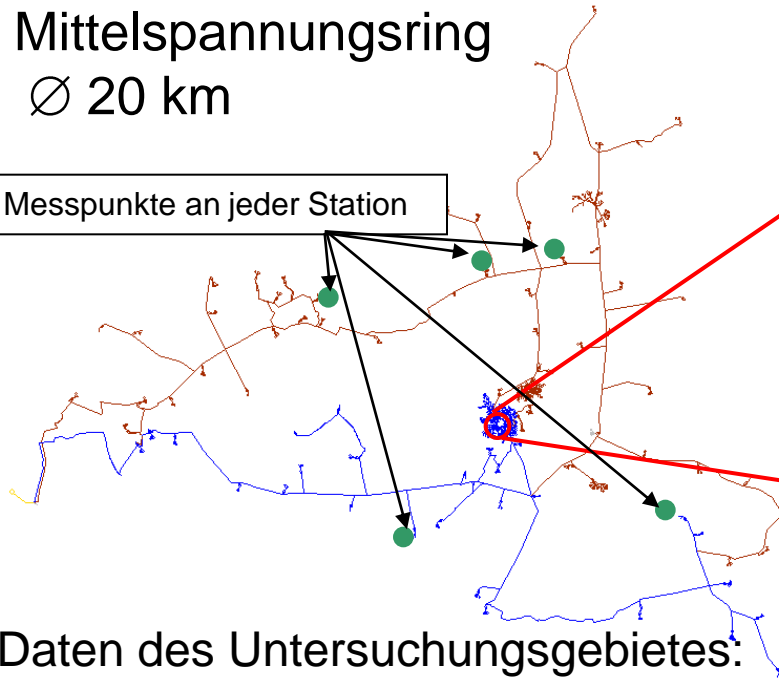 Mittelspannungsring
∅ 20 km
Messpunkte an jeder Station
Daten des Untersuchungsgebietes: